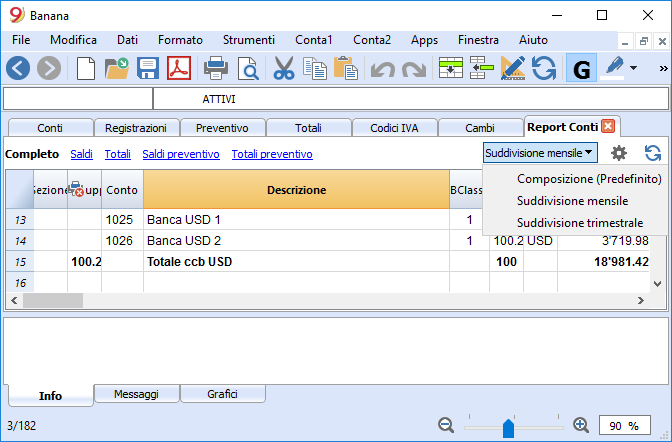 Banana
File Modifica Dati Formato Strumenti Conta1 Conta2 Apps Finestra Aiuto
G »
ATTIVI
Conti Registrazioni Preventivo Totali Codici IVA Cambi Report Conti
Completo Saldi Totali Saldi preventivo Totali preventivo Suddivisione mensile
Composizione (Predefinito)
Suddivisione mensile
Suddivisione trimestrale
Sezione Conto Descrizione BClass
13 1025 Banca USD 1 1
14 1026 Banca USD 2 1 100.2 USD 3'719.98
15 100.2 Totale ccb USD 100 18'981.42
16
Info Messaggi Grafici
3/182 90 %